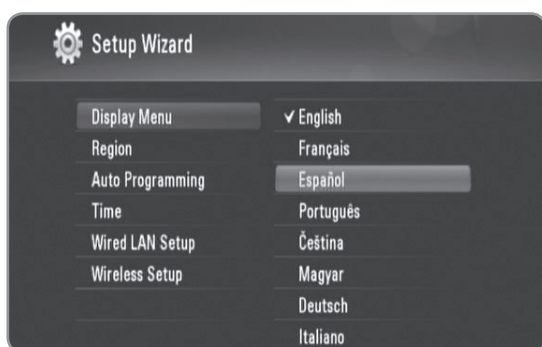 Setup Wizard
Display Menu
Region
Auto Programming
Time
Wired LAN Setup
Wireless Setup
✔ English
Français
Español
Português
Čeština
Magyar
Deutsch
Italiano